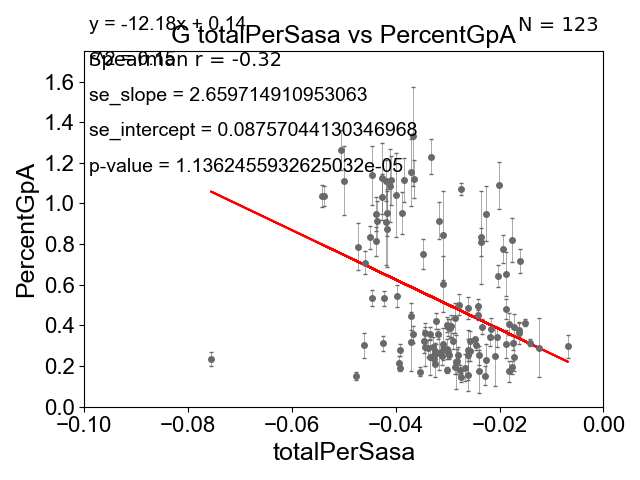 y = -12.18x + 0.14
N = 123
G totalPerSasa vs PercentGpA
Spearman r = -0.32
se_slope = 2.659714910953063
se_intercept = 0.08757044130346968
p-value = 1.1362455932625032e-05
PercentGpA
1.6
1.4
1.2
1.0
0.8
0.6
0.4
0.2
0.0
−0.10
−0.08
−0.06
−0.04
−0.02
0.00
totalPerSasa